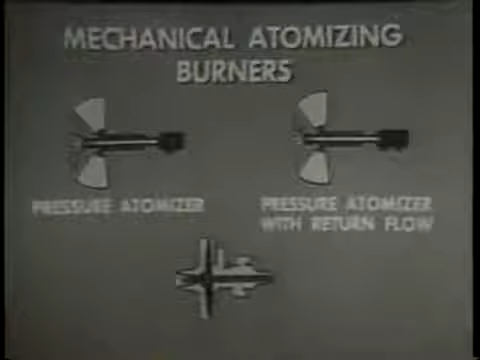 MECHANICAL ATOMIZING
BURNERS
PRESSURE ATOMIZER
PRESSURE ATOMIZER
WITH RETURN FLOW